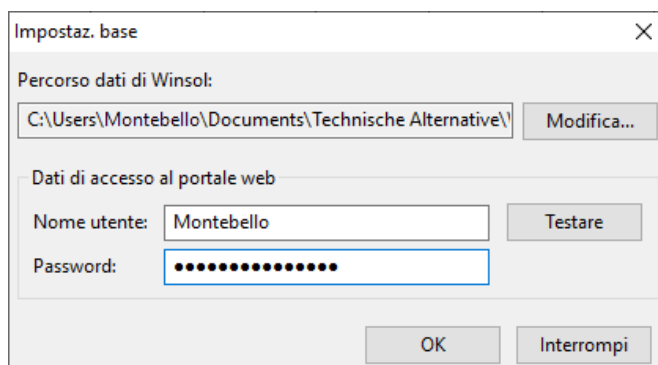 Impostaz. base
Percorso dati di Winsol:
C:\Users\Montebello\Documents\Technische Alternative\ Modifica...
Dati di accesso al portale web
Nome utente: Montebello Testare
Password: ●●●●●●●●●●●●●●●
OK Interrompi